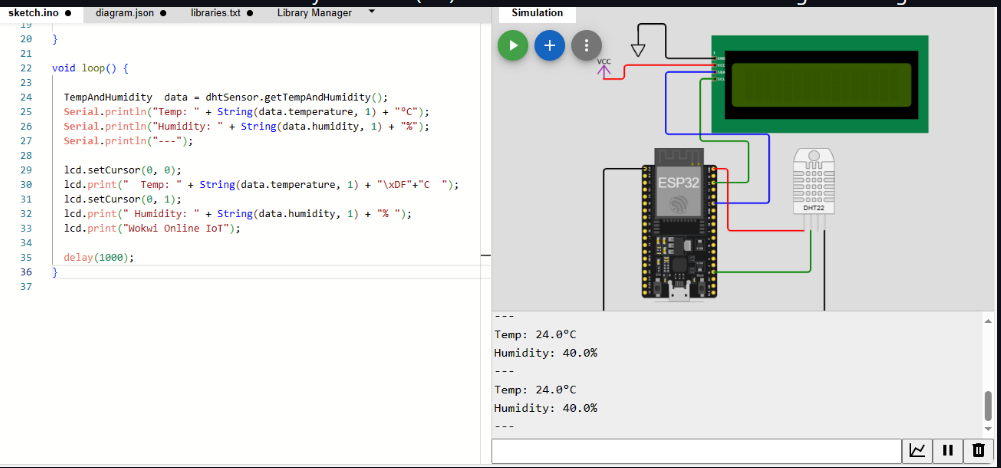 sketch.ino ● diagram.json ● libraries.txt ● Library Manager
Simulation
19
20 }
21
22 void loop() {
23
24 TempAndHumidity  data = dhtSensor.getTempAndHumidity();
25 Serial.println("Temp: " + String(data.temperature, 1) + "°C");
26 Serial.println("Humidity: " + String(data.humidity, 1) + "%");
27 Serial.println("---");
28
29 lcd.setCursor(0, 0);
30 lcd.print("  Temp: " + String(data.temperature, 1) + "\xDF"+"C  ");
31 lcd.setCursor(0, 1);
32 lcd.print(" Humidity: " + String(data.humidity, 1) + "% ");
33 lcd.print("Wokwi Online IoT");
34
35 delay(1000);
36 }
37
VCC
ESP32
DHT22
---
Temp: 24.0°C
Humidity: 40.0%
---
Temp: 24.0°C
Humidity: 40.0%
---